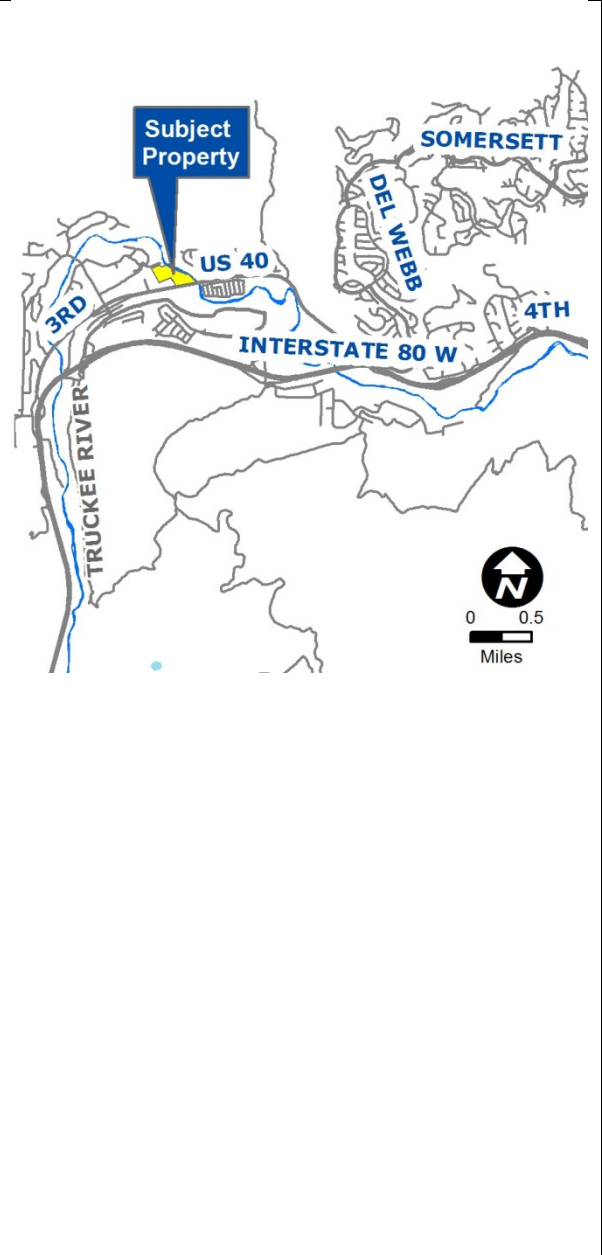 Subject
Property
SOMERSETT
DEL WEBB
US 40
3RD
4TH
INTERSTATE 80 W
TRUCKEE RIVER
N
0 0.5
Miles